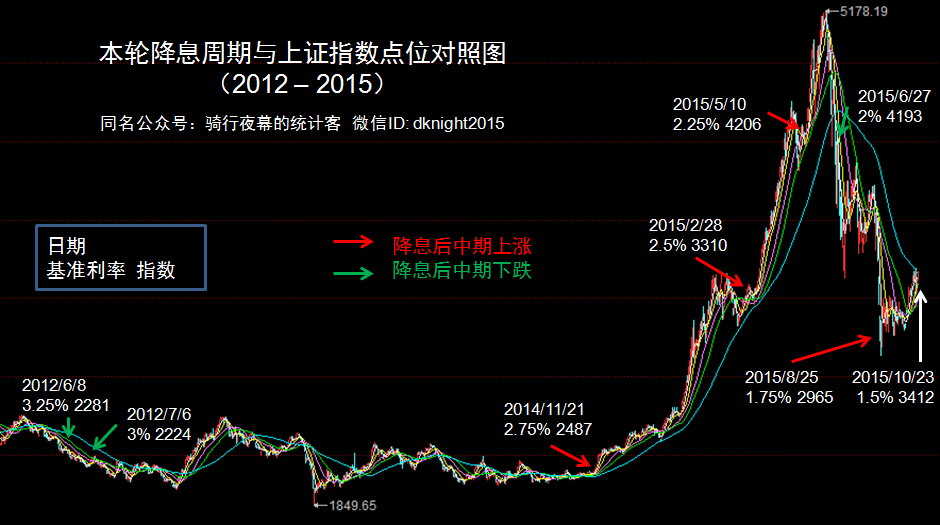 5178.19
本轮降息周期与上证指数点位对照图
（2012 – 2015）
同名公众号：骑行夜幕的统计客 微信ID: dknight2015
2015/5/10
2.25% 4206
2015/6/27
2% 4193
日期
基准利率 指数
降息后中期上涨
降息后中期下跌
2015/2/28
2.5% 3310
2012/6/8
3.25% 2281
2012/7/6
3% 2224
2014/11/21
2.75% 2487
2015/8/25
1.75% 2965
2015/10/23
1.5% 3412
1849.65